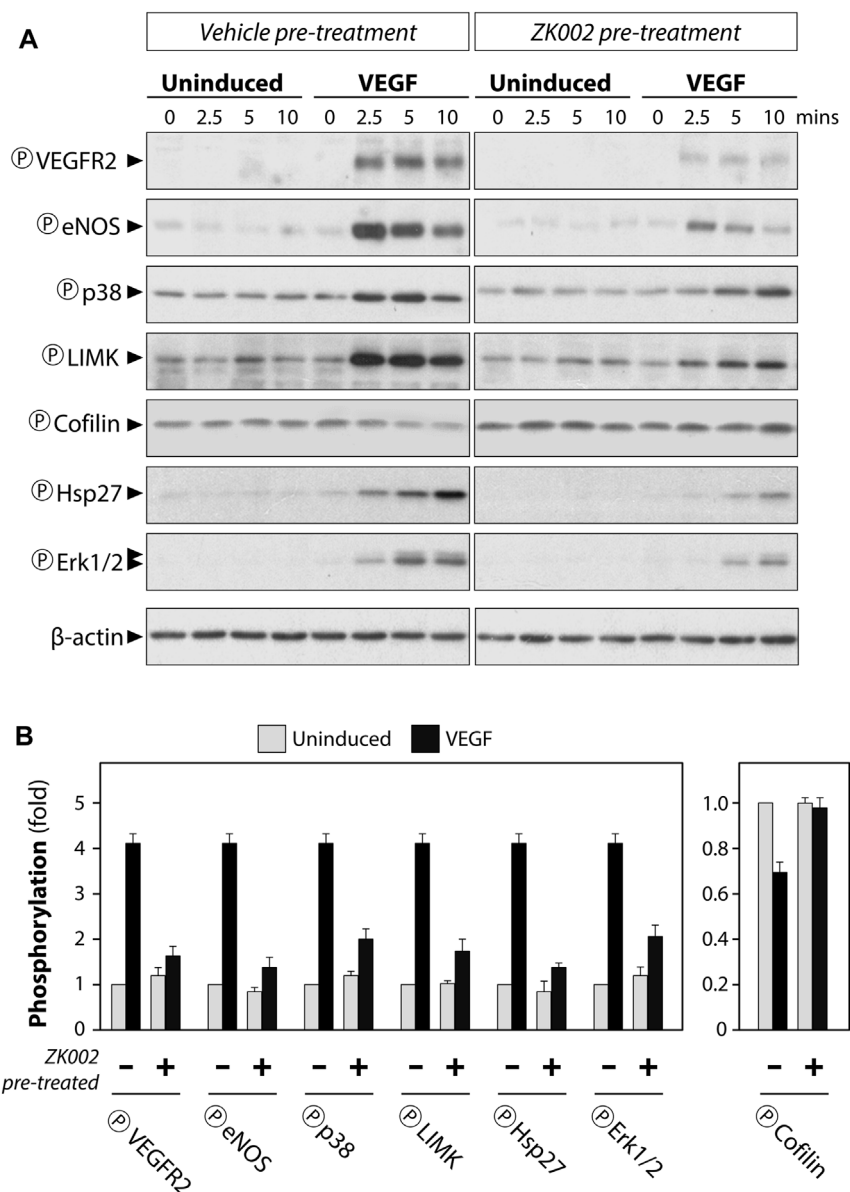 A
Vehicle pre-treatment ZK002 pre-treatment
Uninduced VEGF Uninduced VEGF
0 2.5 5 10 0 2.5 5 10 0 2.5 5 10 0 2.5 5 10 mins
Ⓟ VEGFR2
Ⓟ eNOS
Ⓟ p38
Ⓟ LIMK
Ⓟ Cofilin
Ⓟ Hsp27
Ⓟ Erk1/2
β-actin
B
Uninduced VEGF
Phosphorylation (fold)
5
4
3
2
1
0
1.0
0.8
0.6
0.4
0.2
0
ZK002
pre-treated
− + − + − + − + − + − + − +
Ⓟ VEGFR2
Ⓟ eNOS
Ⓟ p38
Ⓟ LIMK
Ⓟ Hsp27
Ⓟ Erk1/2
Ⓟ Cofilin